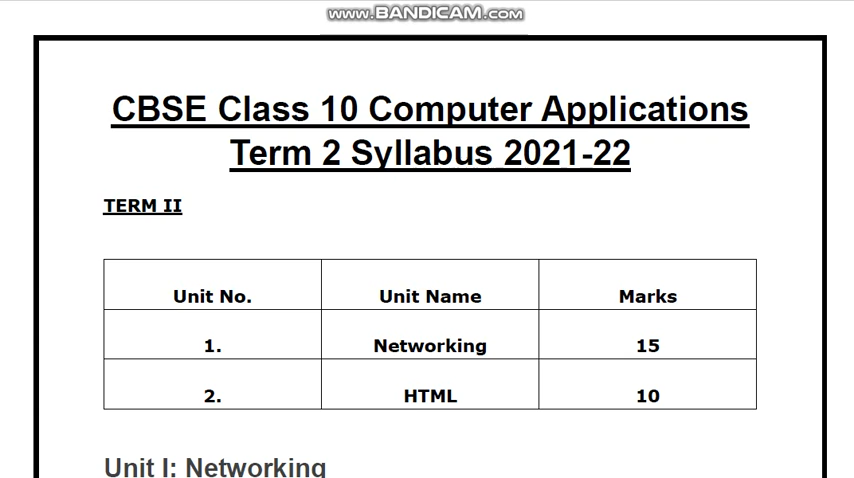 www.BANDICAM.com
CBSE Class 10 Computer Applications
Term 2 Syllabus 2021-22
TERM II
Unit No. Unit Name Marks
1. Networking 15
2. HTML 10
Unit I: Networking